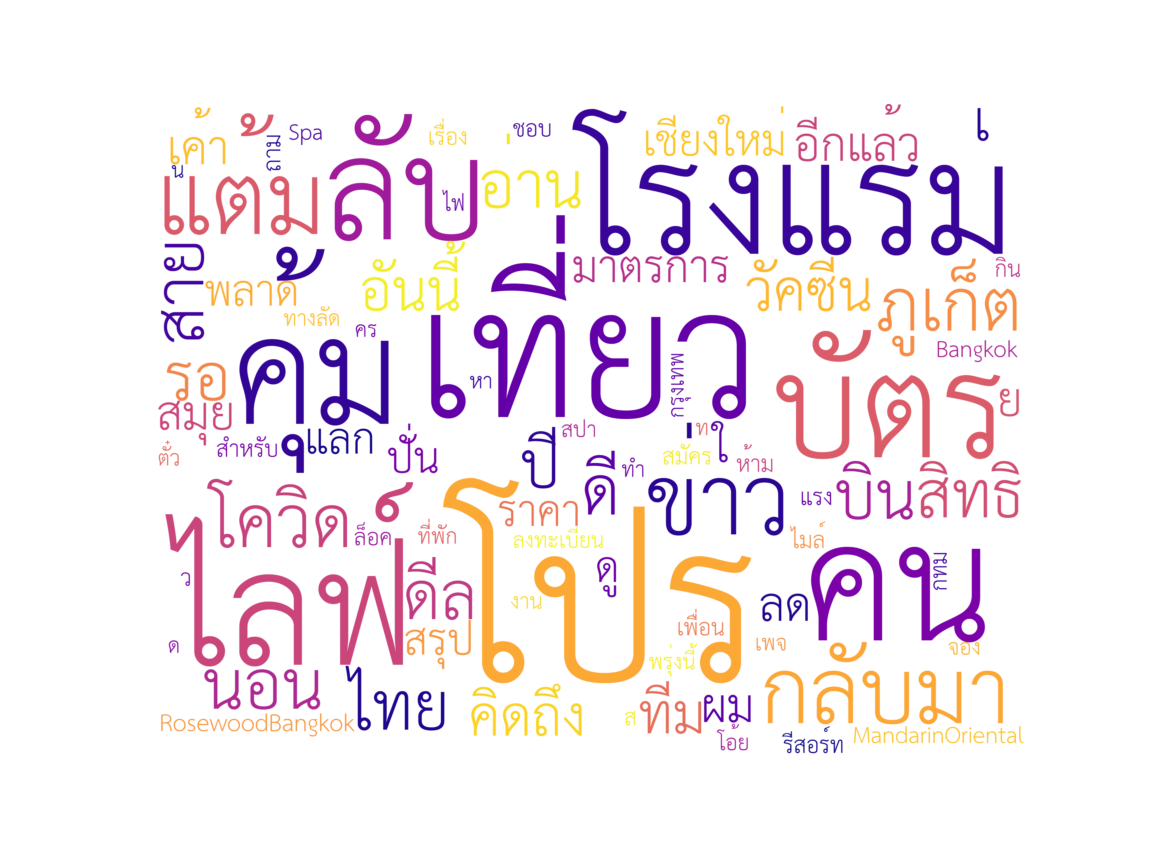 เค้า
น
แต้ม
ถาม
Spa
ลับ
เรื่อง
ไฟ
ชอบ
อ่าน
โรงแรม
เชียงใหม่
อีกแล้ว
เ
สาย
พลาด
ทางลัด
คร
อันนี้
เที่ยว
มาตรการ
วัคซีน
ภูเก็ต
กิน
Bangkok
รอ
สมุย
ตั๋ว
สำหรับ
คุ้ม
แลก
ปั่น
หา
กรุงเทพ
บัตร
ย
ปี
สปา
ดี
ทำ
ท
ใ
สมัคร
ห้าม
ข่าว
แรง
บิน
สิทธิ
โควิด
ล็อค
ที่พัก
ราคา
ลงทะเบียน
ไมล์
ว
ไลฟ์
ดีล
งาน
โปร
ดู
เพื่อน
ลด
คน
กทม
ด
สรุป
พรุ่งนี้
เพจ
จอง
นอน
ไทย
คิดถึง
ส
ทีม
ผม
กลับมา
RosewoodBangkok
โอ้ย
รีสอร์ท
MandarinOriental